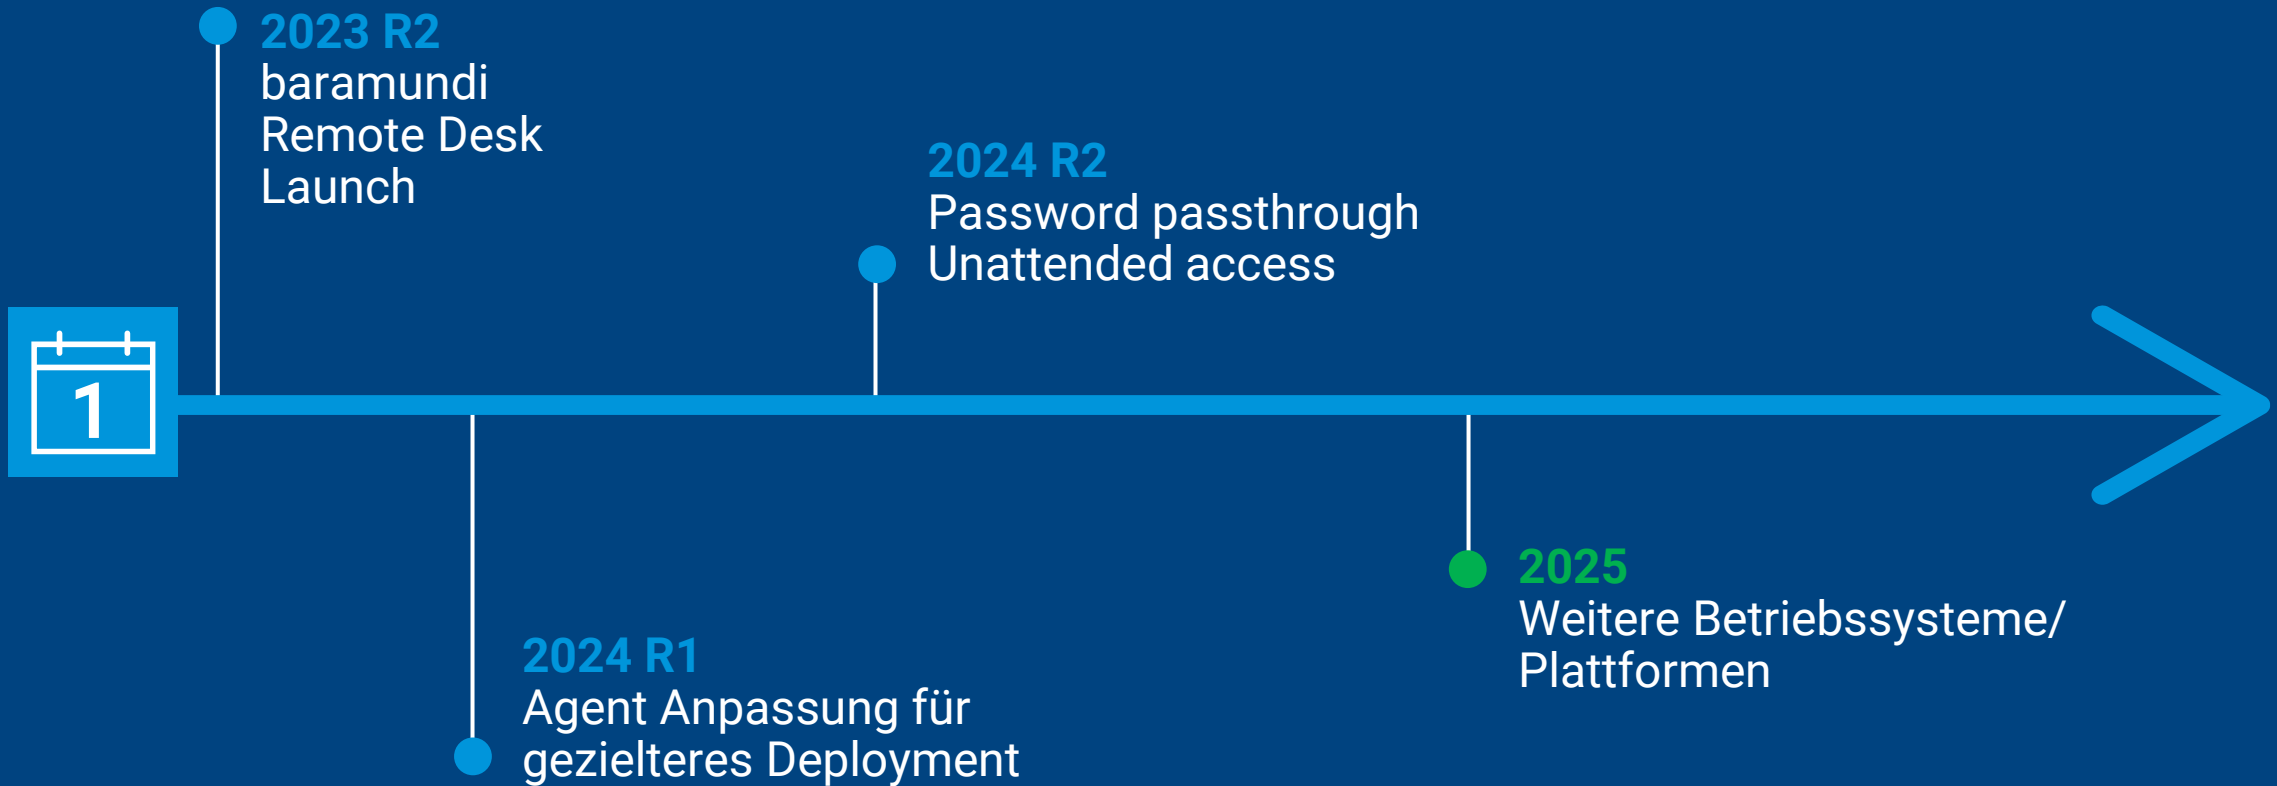 2023 R2
baramundi
Remote Desk
Launch
2024 R2
Password passthrough
Unattended access
1
2025
Weitere Betriebssysteme/
Plattformen
2024 R1
Agent Anpassung für
gezielteres Deployment